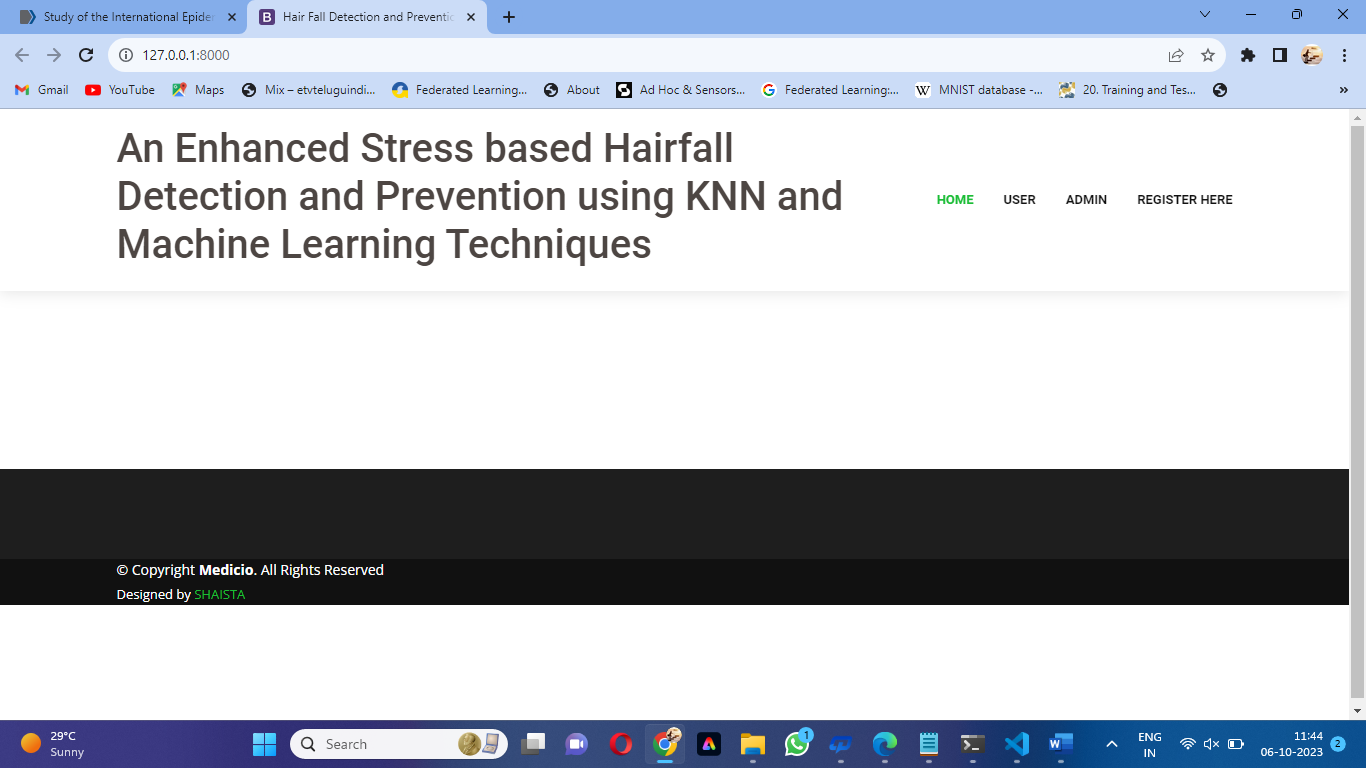 Study of the International Epider
Hair Fall Detection and Preventic
127.0.0.1:8000
Gmail
YouTube
Maps
Mix – etvteluguindi...
Federated Learning...
About
Ad Hoc & Sensors...
Federated Learning:...
MNIST database -...
20. Training and Tes...
»
An Enhanced Stress based Hairfall
Detection and Prevention using KNN and
Machine Learning Techniques
HOME
USER
ADMIN
REGISTER HERE
© Copyright Medicio. All Rights Reserved
Designed by SHAISTA
29°C
Sunny
Search
1
ENG
IN
11:44
06-10-2023
2